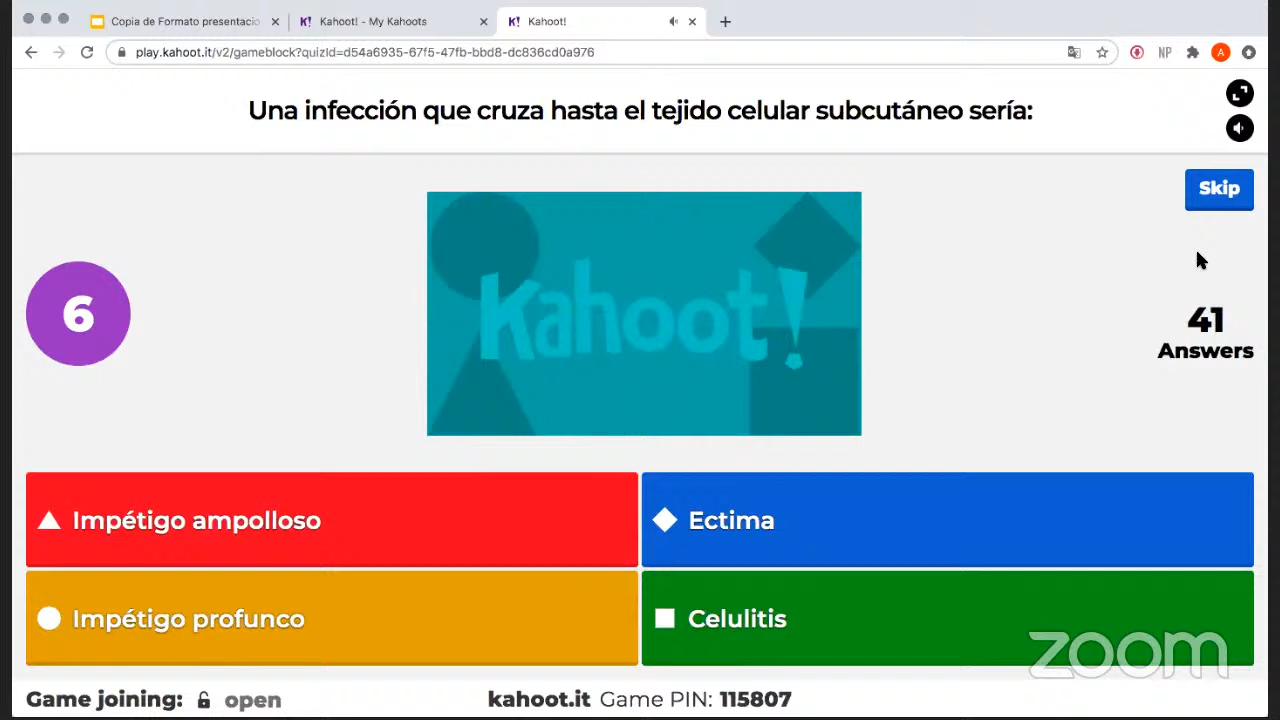 Copia de Formato presentacio
Kahoot! - My Kahoots
Kahoot!
play.kahoot.it/v2/gameblock?quizId=d54a6935-67f5-47fb-bbd8-dc836cd0a976
NP
A
Una infección que cruza hasta el tejido celular subcutáneo sería:
Skip
Kahoot!
6
41
Answers
Impétigo ampolloso
Ectima
Impétigo profunco
Celulitis
zoom
Game joining: open
kahoot.it Game PIN: 115807